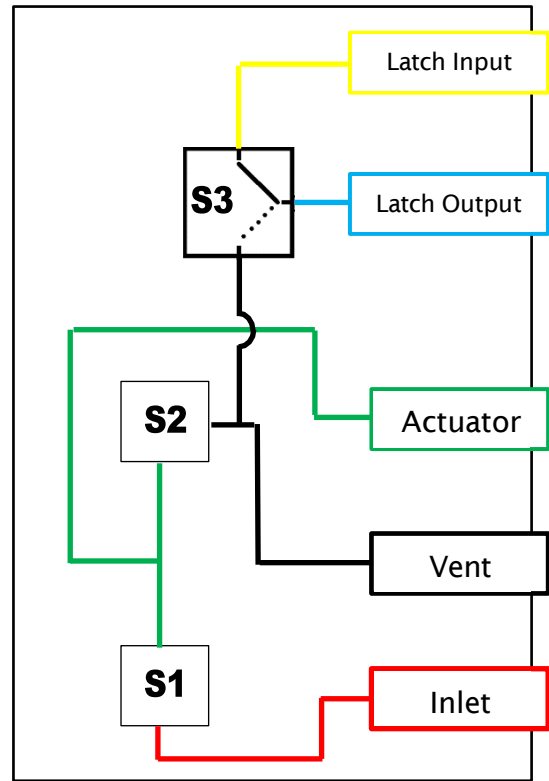 Latch Input
S3
Latch Output
S2
Actuator
Vent
S1
Inlet